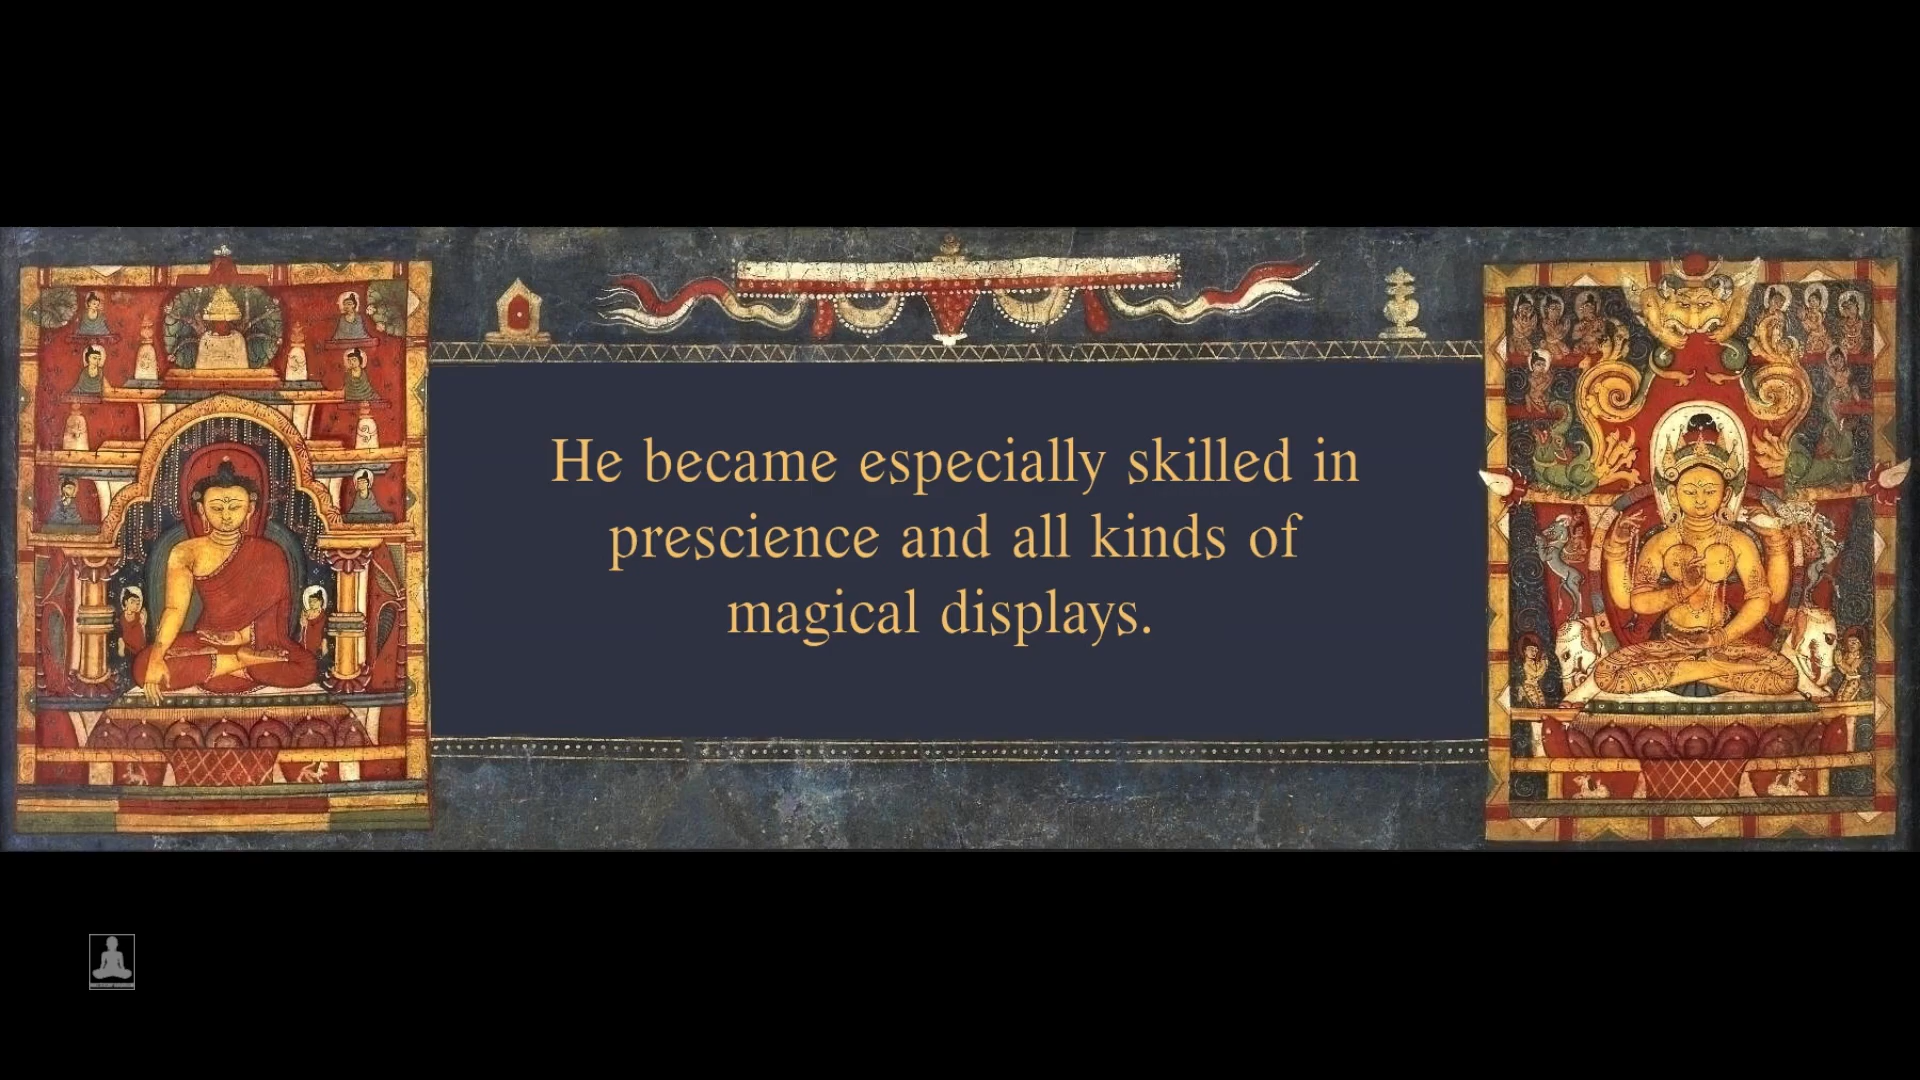 He became especially skilled in
prescience and all kinds of
magical displays.